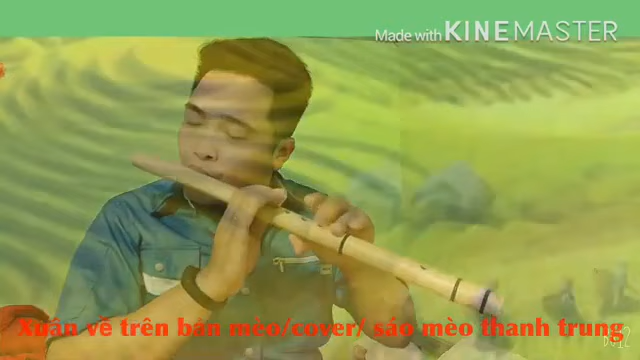 Made with KINEMASTER
Xuân về trên bản mèo/cover/ sáo mèo thanh trung